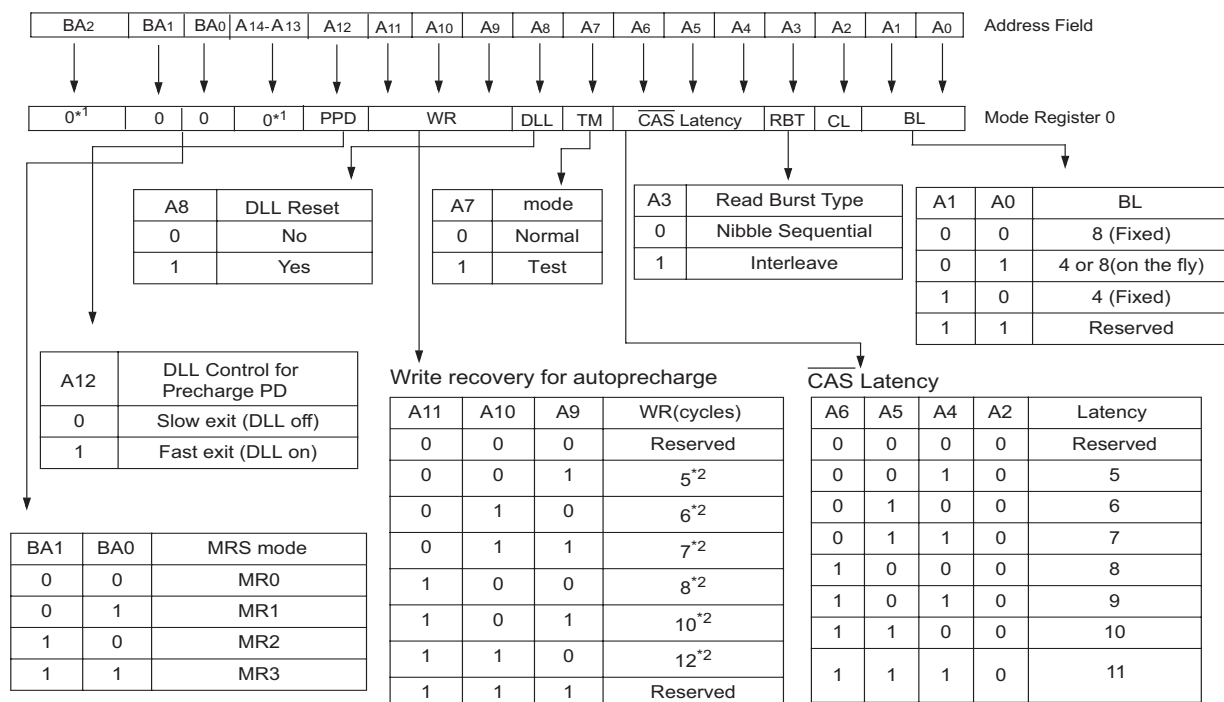 BA2 BA1 BA0 A14-A13 A12 A11 A10 A9 A8 A7 A6 A5 A4 A3 A2 A1 A0 Address Field
0*1 0 0 0*1 PPD WR DLL TM CAS Latency RBT CL BL Mode Register 0
A8 DLL Reset
0 No
1 Yes
A7 mode
0 Normal
1 Test
A3 Read Burst Type
0 Nibble Sequential
1 Interleave
A1 A0 BL
0 0 8 (Fixed)
0 1 4 or 8(on the fly)
1 0 4 (Fixed)
1 1 Reserved
A12 DLL Control for
Precharge PD
0 Slow exit (DLL off)
1 Fast exit (DLL on)
Write recovery for autoprecharge
A11 A10 A9 WR(cycles)
0 0 0 Reserved
0 0 1 5*2
0 1 0 6*2
0 1 1 7*2
1 0 0 8*2
1 0 1 10*2
1 1 0 12*2
1 1 1 Reserved
CAS Latency
A6 A5 A4 A2 Latency
0 0 0 0 Reserved
0 0 1 0 5
0 1 0 0 6
0 1 1 0 7
1 0 0 0 8
1 0 1 0 9
1 1 0 0 10
1 1 1 0 11
BA1 BA0 MRS mode
0 0 MR0
0 1 MR1
1 0 MR2
1 1 MR3